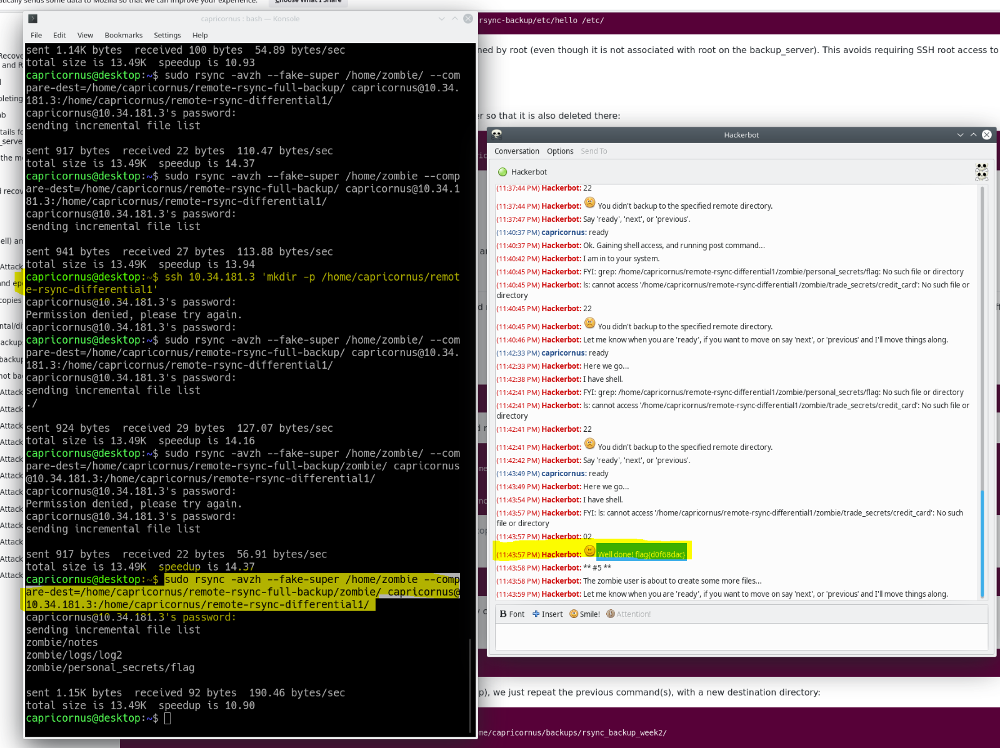 atically sends some data to Mozilla so that we can improve your experience.
Choose What I Share
capricornus : bash — Konsole
File Edit View Bookmarks Settings Help
sent 1.14K bytes  received 100 bytes  54.89 bytes/sec
total size is 13.49K  speedup is 10.93
capricornus@desktop:~$ sudo rsync -avzh --fake-super /home/zombie/ --com
pare-dest=/home/capricornus/remote-rsync-full-backup/ capricornus@10.34.
181.3:/home/capricornus/remote-rsync-differential1/
capricornus@10.34.181.3's password:
sending incremental file list
sent 917 bytes  received 22 bytes  110.47 bytes/sec
total size is 13.49K  speedup is 14.37
capricornus@desktop:~$ sudo rsync -avzh --fake-super /home/zombie --comp
are-dest=/home/capricornus/remote-rsync-full-backup/ capricornus@10.34.1
81.3:/home/capricornus/remote-rsync-differential1/
capricornus@10.34.181.3's password:
sending incremental file list
sent 941 bytes  received 27 bytes  113.88 bytes/sec
total size is 13.49K  speedup is 13.94
capricornus@desktop:~$ ssh 10.34.181.3 'mkdir -p /home/capricornus/remot
e-rsync-differential1'
capricornus@10.34.181.3's password:
Permission denied, please try again.
capricornus@10.34.181.3's password:
capricornus@desktop:~$ sudo rsync -avzh --fake-super /home/zombie/ --com
pare-dest=/home/capricornus/remote-rsync-full-backup/ capricornus@10.34.
181.3:/home/capricornus/remote-rsync-differential1/
capricornus@10.34.181.3's password:
sending incremental file list
./
sent 924 bytes  received 29 bytes  127.07 bytes/sec
total size is 13.49K  speedup is 14.16
capricornus@desktop:~$ sudo rsync -avzh --fake-super /home/zombie/ --com
pare-dest=/home/capricornus/remote-rsync-full-backup/zombie/ capricornus
@10.34.181.3:/home/capricornus/remote-rsync-differential1/
capricornus@10.34.181.3's password:
Permission denied, please try again.
capricornus@10.34.181.3's password:
sending incremental file list
sent 917 bytes  received 22 bytes  56.91 bytes/sec
total size is 13.49K  speedup is 14.37
capricornus@desktop:~$ sudo rsync -avzh --fake-super /home/zombie --comp
are-dest=/home/capricornus/remote-rsync-full-backup/zombie/ capricornus@
10.34.181.3:/home/capricornus/remote-rsync-differential1/
capricornus@10.34.181.3's password:
sending incremental file list
zombie/notes
zombie/logs/log2
zombie/personal_secrets/flag
sent 1.15K bytes  received 92 bytes  190.46 bytes/sec
total size is 13.49K  speedup is 10.90
capricornus@desktop:~$
rsync-backup/etc/hello /etc/
ned by root (even though it is not associated with root on the backup_server). This avoids requiring SSH root access to
r so that it is also deleted there:
Hackerbot
Conversation Options Send To
Hackerbot
(11:37:44 PM) Hackerbot: 22
(11:37:44 PM) Hackerbot: You didn't backup to the specified remote directory.
(11:37:47 PM) Hackerbot: Say 'ready', 'next', or 'previous'.
(11:40:37 PM) capricornus: ready
(11:40:37 PM) Hackerbot: Ok. Gaining shell access, and running post command...
(11:40:42 PM) Hackerbot: I am in to your system.
(11:40:45 PM) Hackerbot: FYI: grep: /home/capricornus/remote-rsync-differential1/zombie/personal_secrets/flag: No such file or directory
(11:40:45 PM) Hackerbot: ls: cannot access '/home/capricornus/remote-rsync-differential1/zombie/trade_secrets/credit_card': No such file or
directory
(11:40:45 PM) Hackerbot: 22
(11:40:45 PM) Hackerbot: You didn't backup to the specified remote directory.
(11:40:46 PM) Hackerbot: Let me know when you are 'ready', if you want to move on say 'next', or 'previous' and I'll move things along.
(11:42:33 PM) capricornus: ready
(11:42:33 PM) Hackerbot: Here we go...
(11:42:38 PM) Hackerbot: I have shell.
(11:42:41 PM) Hackerbot: FYI: grep: /home/capricornus/remote-rsync-differential1/zombie/personal_secrets/flag: No such file or directory
(11:42:41 PM) Hackerbot: ls: cannot access '/home/capricornus/remote-rsync-differential1/zombie/trade_secrets/credit_card': No such file or
directory
(11:42:41 PM) Hackerbot: 22
(11:42:41 PM) Hackerbot: You didn't backup to the specified remote directory.
(11:42:42 PM) Hackerbot: Say 'ready', 'next', or 'previous'.
(11:43:49 PM) capricornus: ready
(11:43:49 PM) Hackerbot: Here we go...
(11:43:54 PM) Hackerbot: I have shell.
(11:43:57 PM) Hackerbot: FYI: ls: cannot access '/home/capricornus/remote-rsync-differential1/zombie/trade_secrets/credit_card': No such
file or directory
(11:43:57 PM) Hackerbot: 02
(11:43:57 PM) Hackerbot: Well done! flag{d0f68dac}
(11:43:58 PM) Hackerbot: ** #5 **
(11:43:58 PM) Hackerbot: The zombie user is about to create some more files...
(11:43:59 PM) Hackerbot: Let me know when you are 'ready', if you want to move on say 'next', or 'previous' and I'll move things along.
Font Insert Smile! Attention!
p), we just repeat the previous command(s), with a new destination directory:
me/capricornus/backups/rsync_backup_week2/